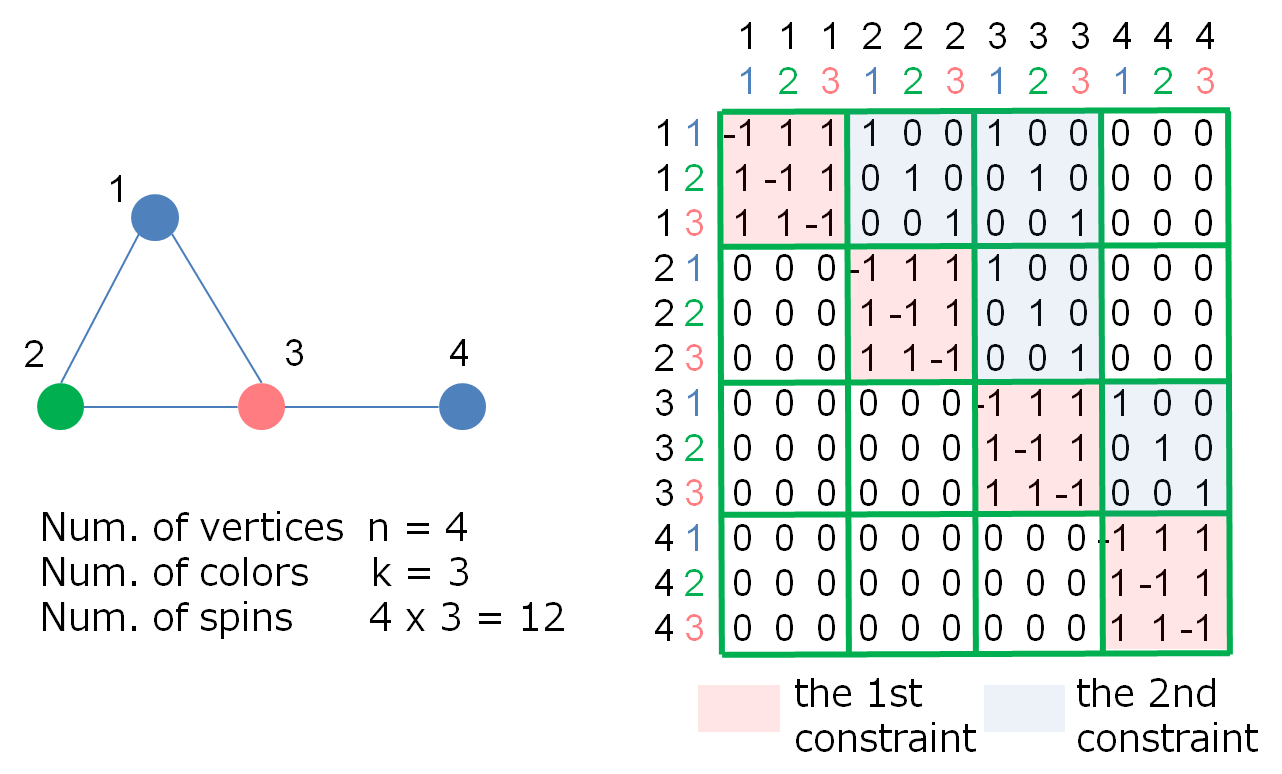 1
2
3
4
Num. of vertices n = 4
Num. of colors k = 3
Num. of spins 4 x 3 = 12
1 1 1 2 2 2 3 3 3 4 4 4
1 2 3 1 2 3 1 2 3 1 2 3
1 1 -1 1 1 1 0 0 1 0 0 0 0 0
1 2 1 -1 1 0 1 0 0 1 0 0 0 0
1 3 1 1 -1 0 0 1 0 0 1 0 0 0
2 1 0 0 0 -1 1 1 1 0 0 0 0 0
2 2 0 0 0 1 -1 1 0 1 0 0 0 0
2 3 0 0 0 1 1 -1 0 0 1 0 0 0
3 1 0 0 0 0 0 0 -1 1 1 1 0 0
3 2 0 0 0 0 0 0 1 -1 1 0 1 0
3 3 0 0 0 0 0 0 1 1 -1 0 0 1
4 1 0 0 0 0 0 0 0 0 0 -1 1 1
4 2 0 0 0 0 0 0 0 0 0 1 -1 1
4 3 0 0 0 0 0 0 0 0 0 1 1 -1
the 1st
constraint
the 2nd
constraint